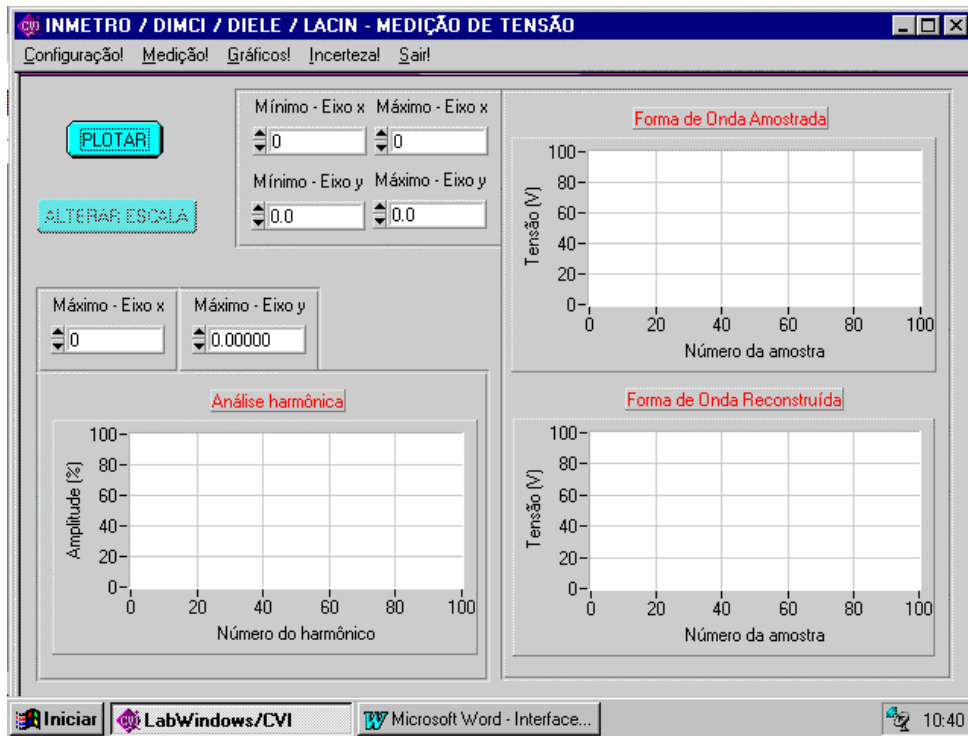 INMETRO / DIMCI / DIELE / LACIN - MEDIÇÃO DE TENSÃO
Configuração! Medição! Gráficos! Incerteza! Sair!
PLOTAR
ALTERAR ESCALA
Mínimo - Eixo x Máximo - Eixo x
0 0
Mínimo - Eixo y Máximo - Eixo y
0.0 0.0
Máximo - Eixo x Máximo - Eixo y
0 0.00000
Forma de Onda Amostrada
Tensão (V)
100
80
60
40
20
0
0 20 40 60 80 100
Número da amostra
Análise harmônica
Amplitude (%)
100
80
60
40
20
0
0 20 40 60 80 100
Número do harmônico
Forma de Onda Reconstruída
Tensão (V)
100
80
60
40
20
0
0 20 40 60 80 100
Número da amostra
Iniciar LabWindows/CVI Microsoft Word - Interface... 10:40